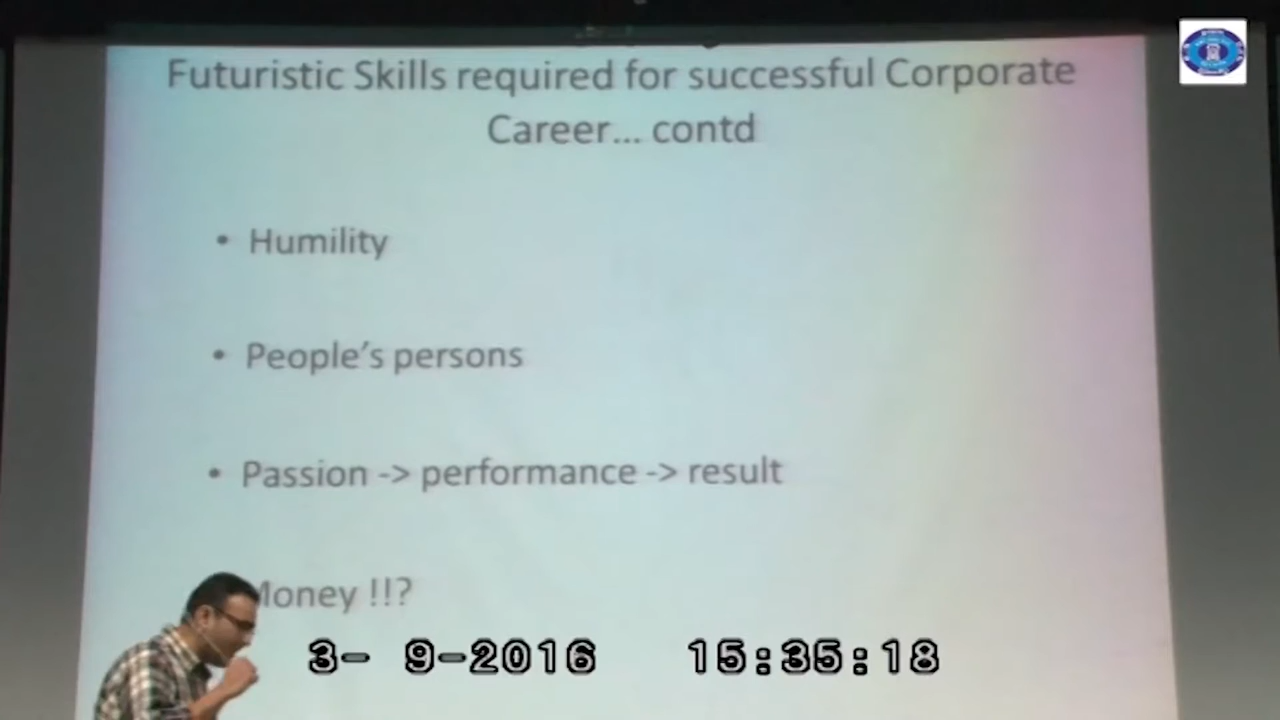 Futuristic Skills required for successful Corporate
Career... contd
• Humility
• People's persons
• Passion -> performance -> result
Money !!?
3- 9-2016 15:35:18